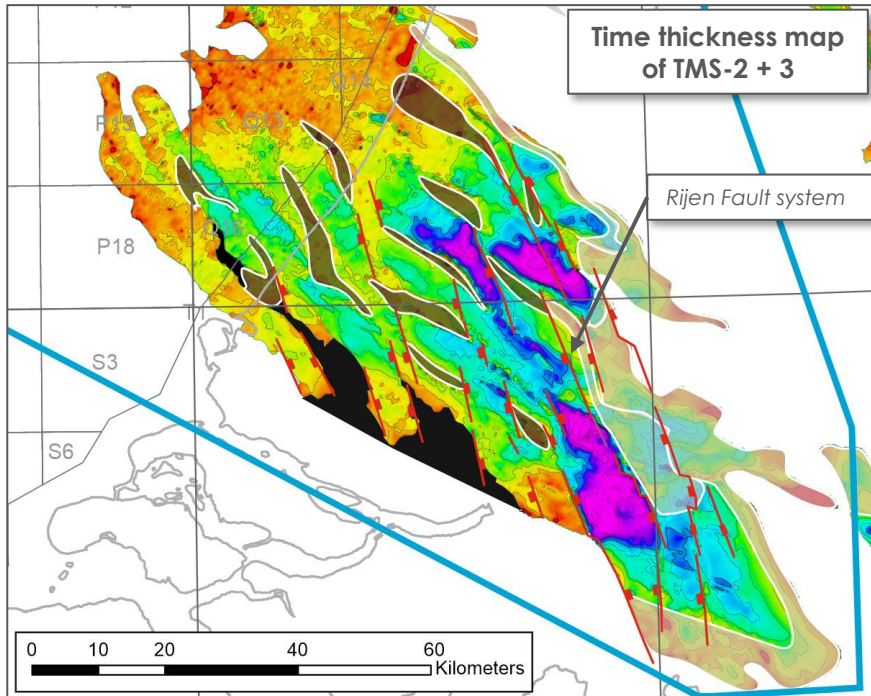 Time thickness map
of TMS-2 + 3
Q14
P15
Q13
Rijen Fault system
Q16
P18
S3
S6
0 10 20 40 60
Kilometers